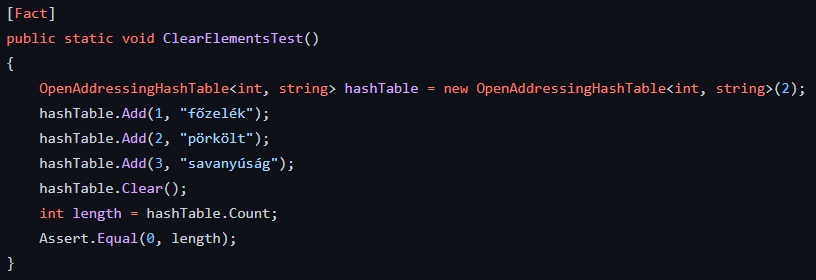 [Fact]
public static void ClearElementsTest()
{
    OpenAddressingHashTable<int, string> hashTable = new OpenAddressingHashTable<int, string>(2);
    hashTable.Add(1, "főzelék");
    hashTable.Add(2, "pörkölt");
    hashTable.Add(3, "savanyúság");
    hashTable.Clear();
    int length = hashTable.Count;
    Assert.Equal(0, length);
}